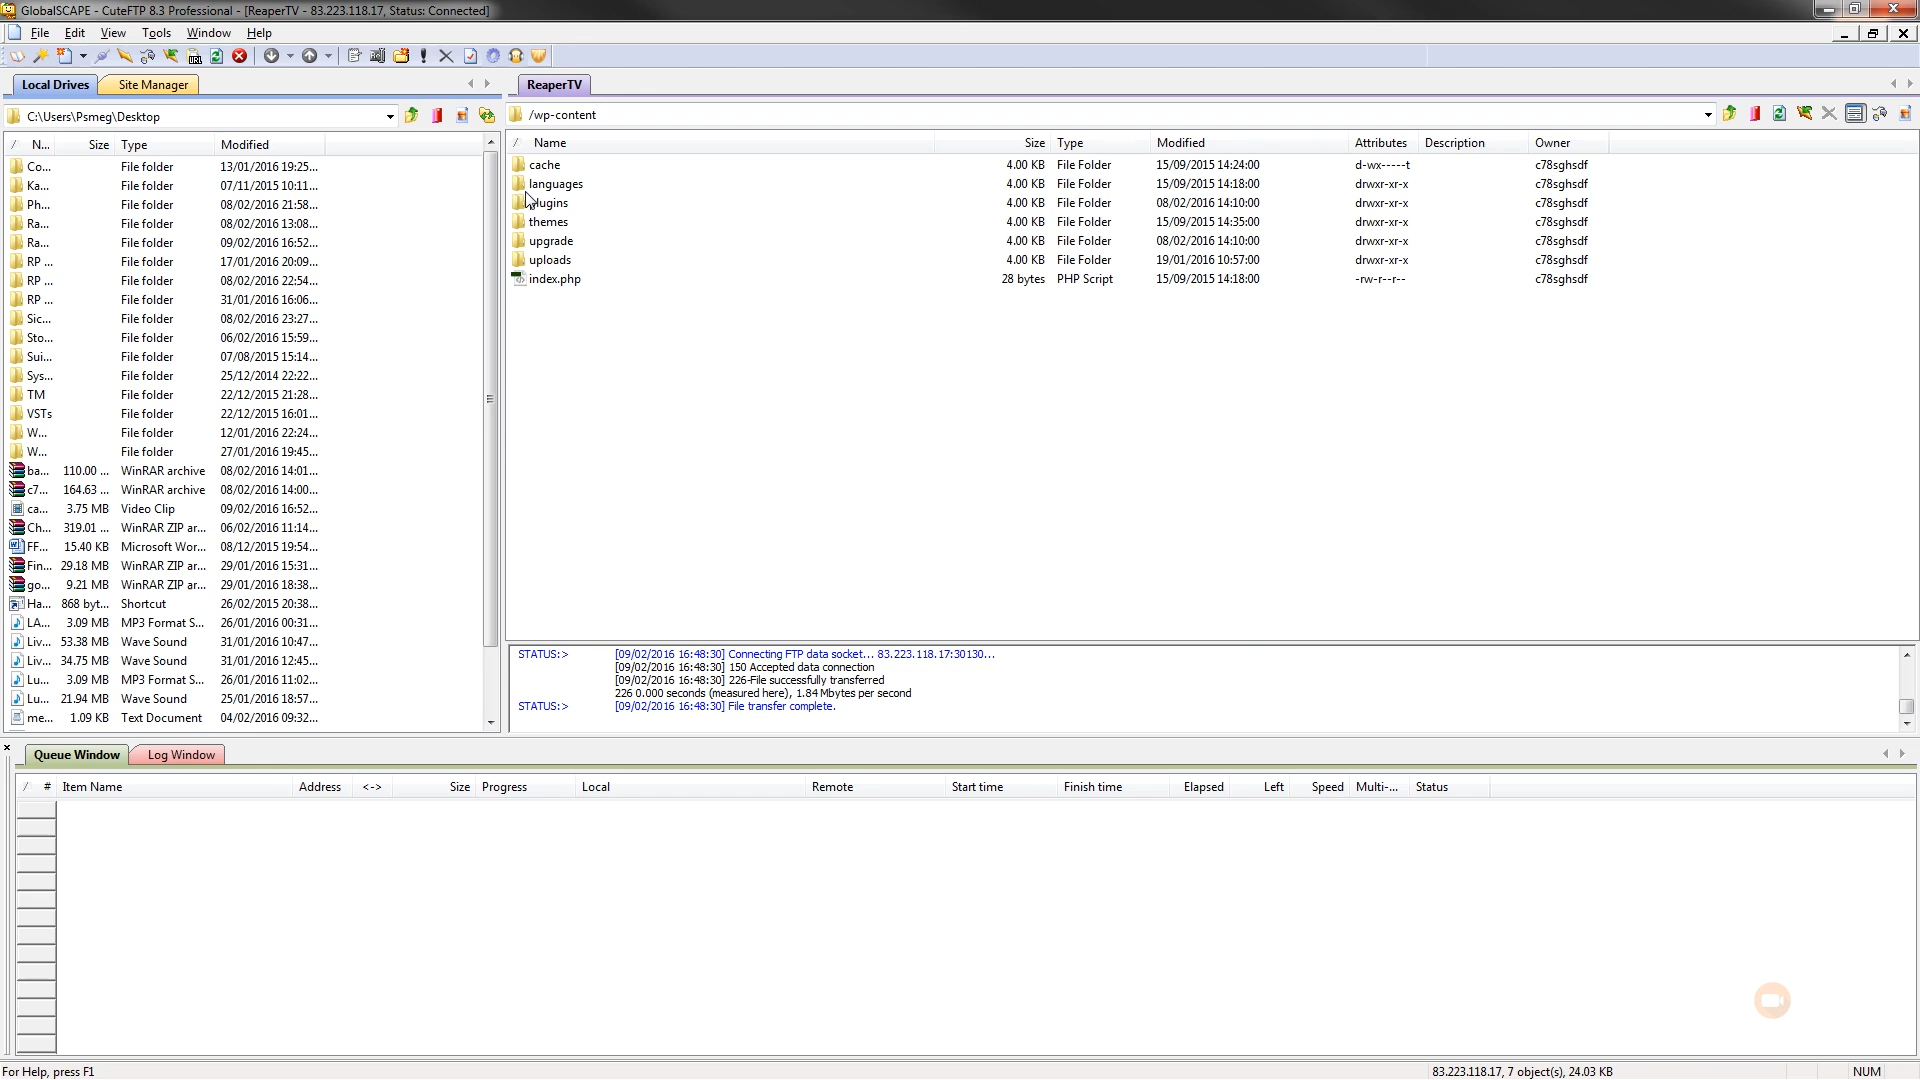 GlobalSCAPE - CuteFTP 8.3 Professional - [ReaperTV - 83.223.118.17, Status: Connected]
File Edit View Tools Window Help
Local Drives Site Manager ReaperTV
C:\Users\Psmeg\Desktop
/wp-content
N... Size Type Modified
Co... File folder 13/01/2016 19:25...
Ka... File folder 07/11/2015 10:11...
Ph... File folder 08/02/2016 21:58...
Ra... File folder 08/02/2016 13:08...
Ra... File folder 09/02/2016 16:52...
RP ... File folder 17/01/2016 20:09...
RP ... File folder 08/02/2016 22:54...
RP ... File folder 31/01/2016 16:06...
Sic... File folder 08/02/2016 23:27...
Sto... File folder 06/02/2016 15:59...
Sui... File folder 07/08/2015 15:14...
Sys... File folder 25/12/2014 22:22...
TM File folder 22/12/2015 21:28...
VSTs File folder 22/12/2015 16:01...
W... File folder 12/01/2016 22:24...
W... File folder 27/01/2016 19:45...
ba... 110.00 ... WinRAR archive 08/02/2016 14:01...
c7... 164.63 ... WinRAR archive 08/02/2016 14:00...
ca... 3.75 MB Video Clip 09/02/2016 16:52...
Ch... 319.01 ... WinRAR ZIP ar... 06/02/2016 11:14...
FF... 15.40 KB Microsoft Wor... 08/12/2015 19:54...
Fin... 29.18 MB WinRAR ZIP ar... 29/01/2016 15:31...
go... 9.21 MB WinRAR ZIP ar... 29/01/2016 18:38...
Ha... 868 byt... Shortcut 26/02/2015 20:38...
LA... 3.09 MB MP3 Format S... 26/01/2016 00:31...
Liv... 53.38 MB Wave Sound 31/01/2016 10:47...
Liv... 34.75 MB Wave Sound 31/01/2016 12:45...
Lu... 3.09 MB MP3 Format S... 26/01/2016 11:02...
Lu... 21.94 MB Wave Sound 25/01/2016 18:57...
me... 1.09 KB Text Document 04/02/2016 09:32...
Name Size Type Modified Attributes Description Owner
cache 4.00 KB File Folder 15/09/2015 14:24:00 d-wx-----t c78sghsdf
languages 4.00 KB File Folder 15/09/2015 14:18:00 drwxr-xr-x c78sghsdf
plugins 4.00 KB File Folder 08/02/2016 14:10:00 drwxr-xr-x c78sghsdf
themes 4.00 KB File Folder 15/09/2015 14:35:00 drwxr-xr-x c78sghsdf
upgrade 4.00 KB File Folder 08/02/2016 14:10:00 drwxr-xr-x c78sghsdf
uploads 4.00 KB File Folder 19/01/2016 10:57:00 drwxr-xr-x c78sghsdf
index.php 28 bytes PHP Script 15/09/2015 14:18:00 -rw-r--r-- c78sghsdf
STATUS:> [09/02/2016 16:48:30] Connecting FTP data socket... 83.223.118.17:30130...
[09/02/2016 16:48:30] 150 Accepted data connection
[09/02/2016 16:48:30] 226-File successfully transferred
226 0.000 seconds (measured here), 1.84 Mbytes per second
STATUS:> [09/02/2016 16:48:30] File transfer complete.
Queue Window Log Window
# Item Name Address <-> Size Progress Local Remote Start time Finish time Elapsed Left Speed Multi-... Status
For Help, press F1 83.223.118.17, 7 object(s), 24.03 KB NUM